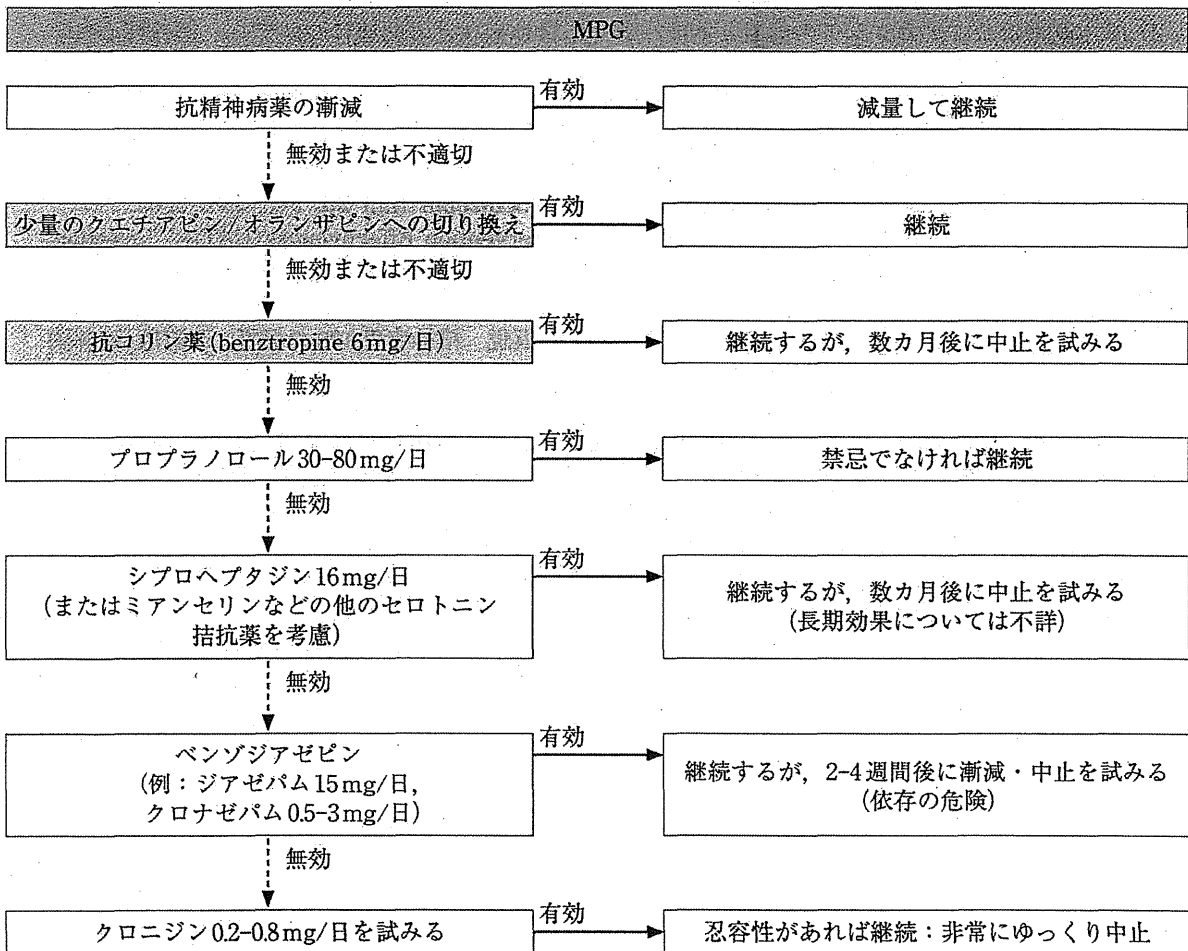 MPG
抗精神病薬の漸減
有効
減量して継続
無効または不適切
少量のクエチアピン/オランザピンへの切り換え
有効
継続
無効または不適切
抗コリン薬(benztropine 6mg/日)
有効
継続するが，数カ月後に中止を試みる
無効
プロプラノロール30-80mg/日
有効
禁忌でなければ継続
無効
シプロヘプタジン16mg/日
(またはミアンセリンなどの他のセロトニン
拮抗薬を考慮)
有効
継続するが，数カ月後に中止を試みる
(長期効果については不詳)
無効
ベンゾジアゼピン
(例：ジアゼパム15mg/日，
クロナゼパム0.5-3mg/日)
有効
継続するが，2-4週間後に漸減・中止を試みる
(依存の危険)
無効
クロニジン0.2-0.8mg/日を試みる
有効
忍容性があれば継続：非常にゆっくり中止